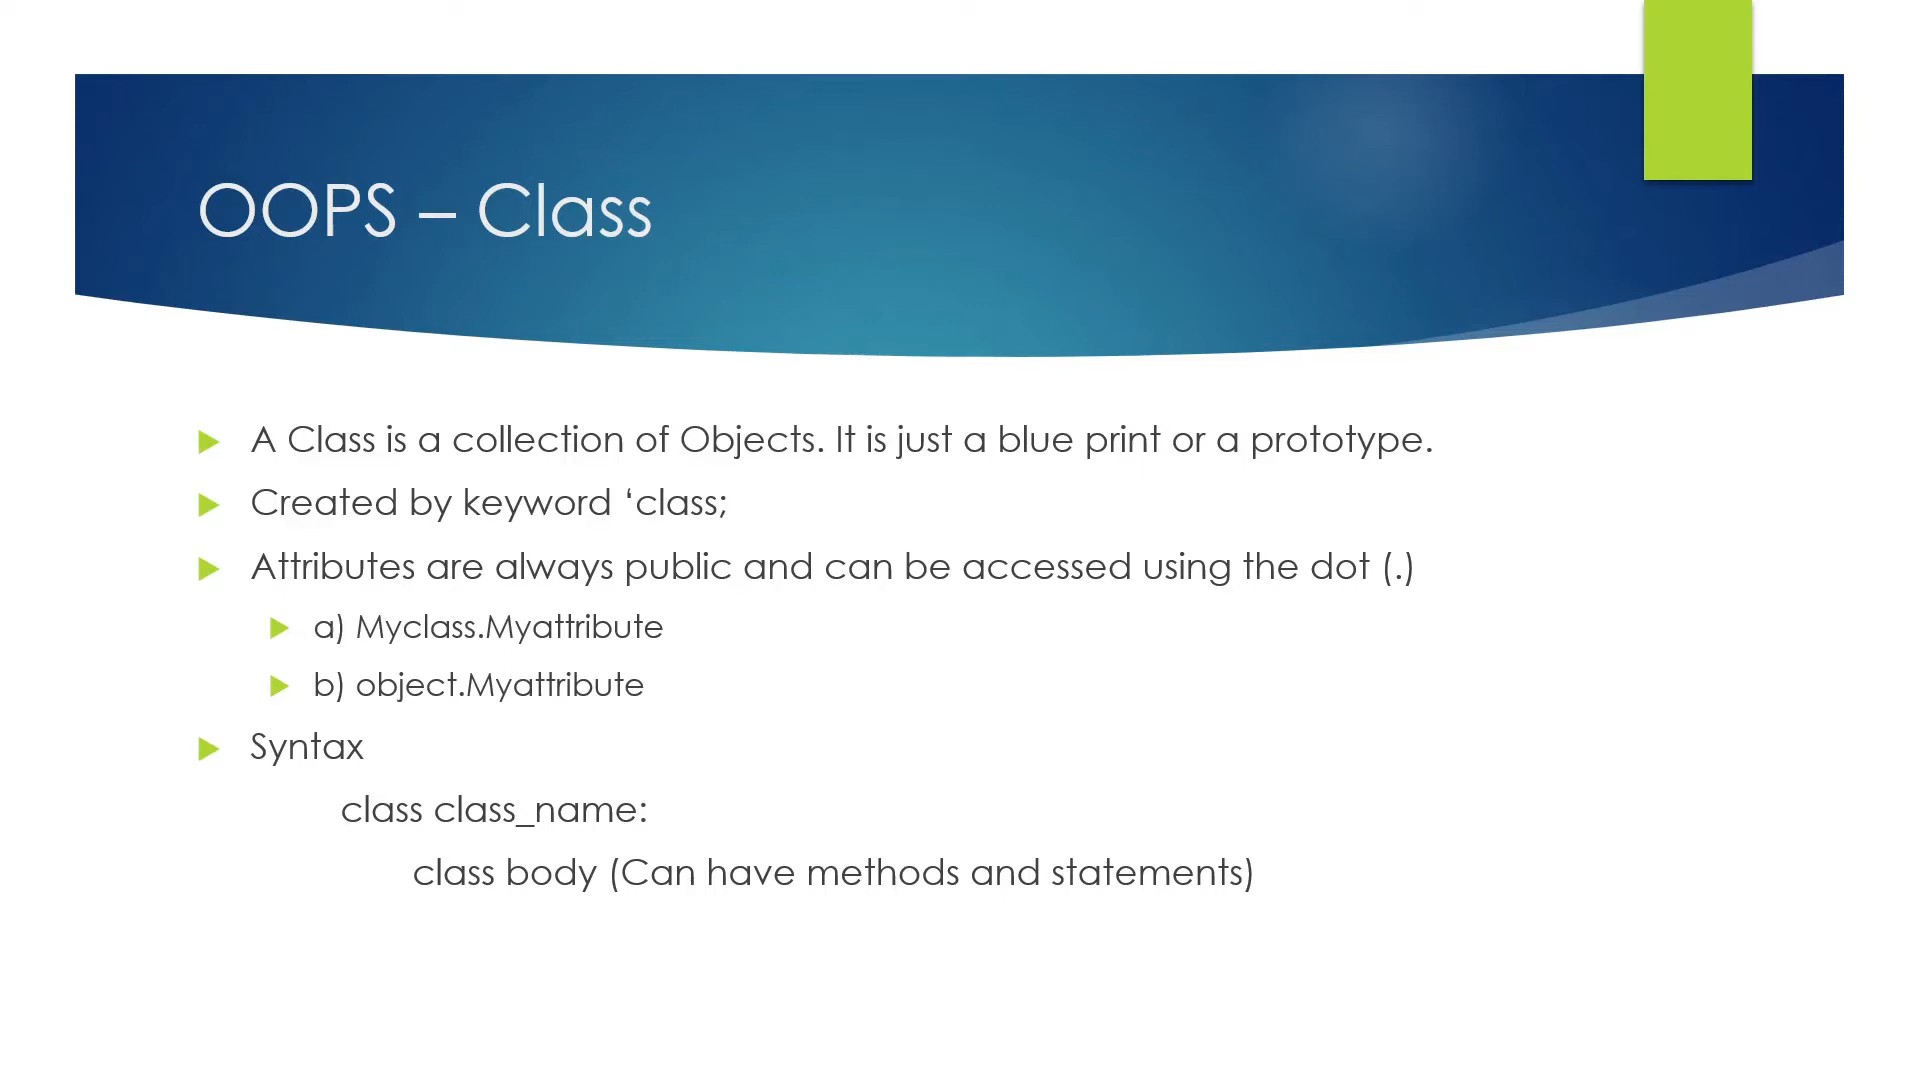 OOPS – Class
A Class is a collection of Objects. It is just a blue print or a prototype.
Created by keyword ‘class;
Attributes are always public and can be accessed using the dot (.)
a) Myclass.Myattribute
b) object.Myattribute
Syntax
class class_name:
class body (Can have methods and statements)